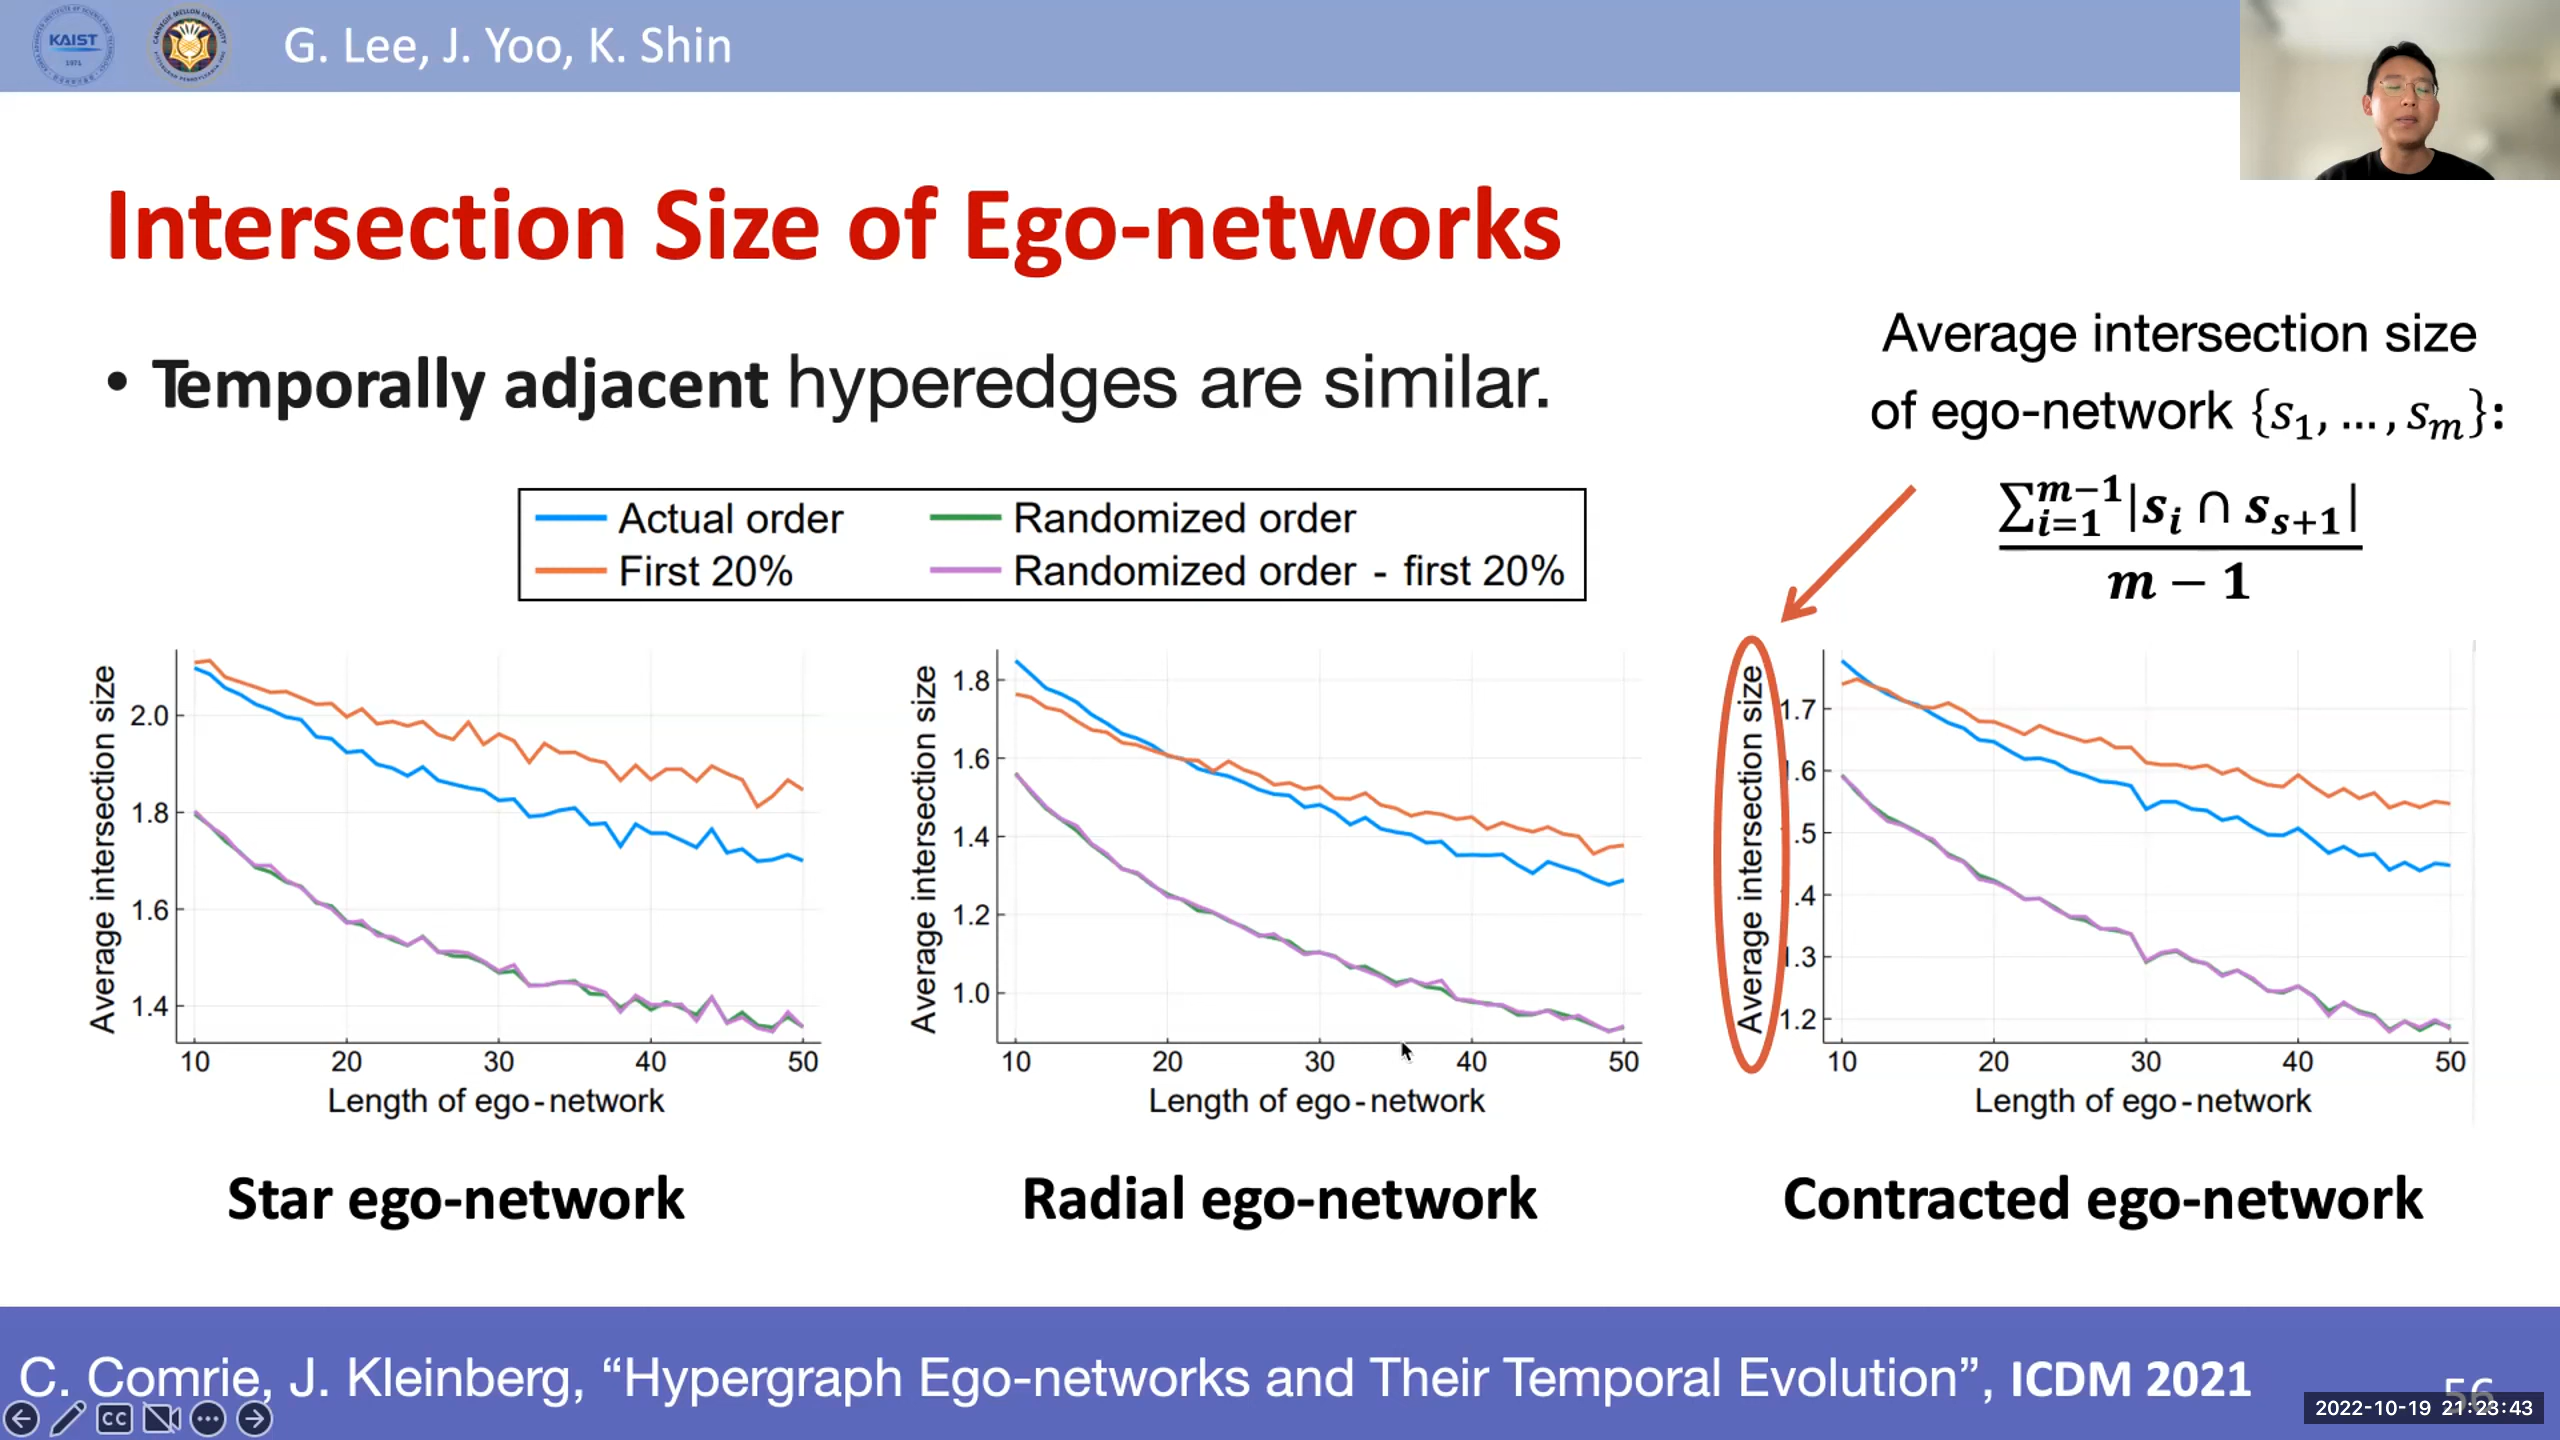 KAIST
1971
G. Lee, J. Yoo, K. Shin
Intersection Size of Ego-networks
• Temporally adjacent hyperedges are similar.
Average intersection size
of ego-network {s₁, ..., sₘ}:
∑ᵢ₌₁ᵐ⁻¹|sᵢ ∩ sₛ₊₁|
m − 1
Actual order
Randomized order
First 20%
Randomized order - first 20%
Average intersection size
2.0
1.8
1.6
1.4
10 20 30 40 50
Length of ego-network
Star ego-network
Average intersection size
1.8
1.6
1.4
1.2
1.0
10 20 30 40 50
Length of ego-network
Radial ego-network
Average intersection size
1.7
.6
.5
.4
1.3
1.2
10 20 30 40 50
Length of ego-network
Contracted ego-network
C. Comrie, J. Kleinberg, “Hypergraph Ego-networks and Their Temporal Evolution”, ICDM 2021
56
CC
2022-10-19 21:23:43